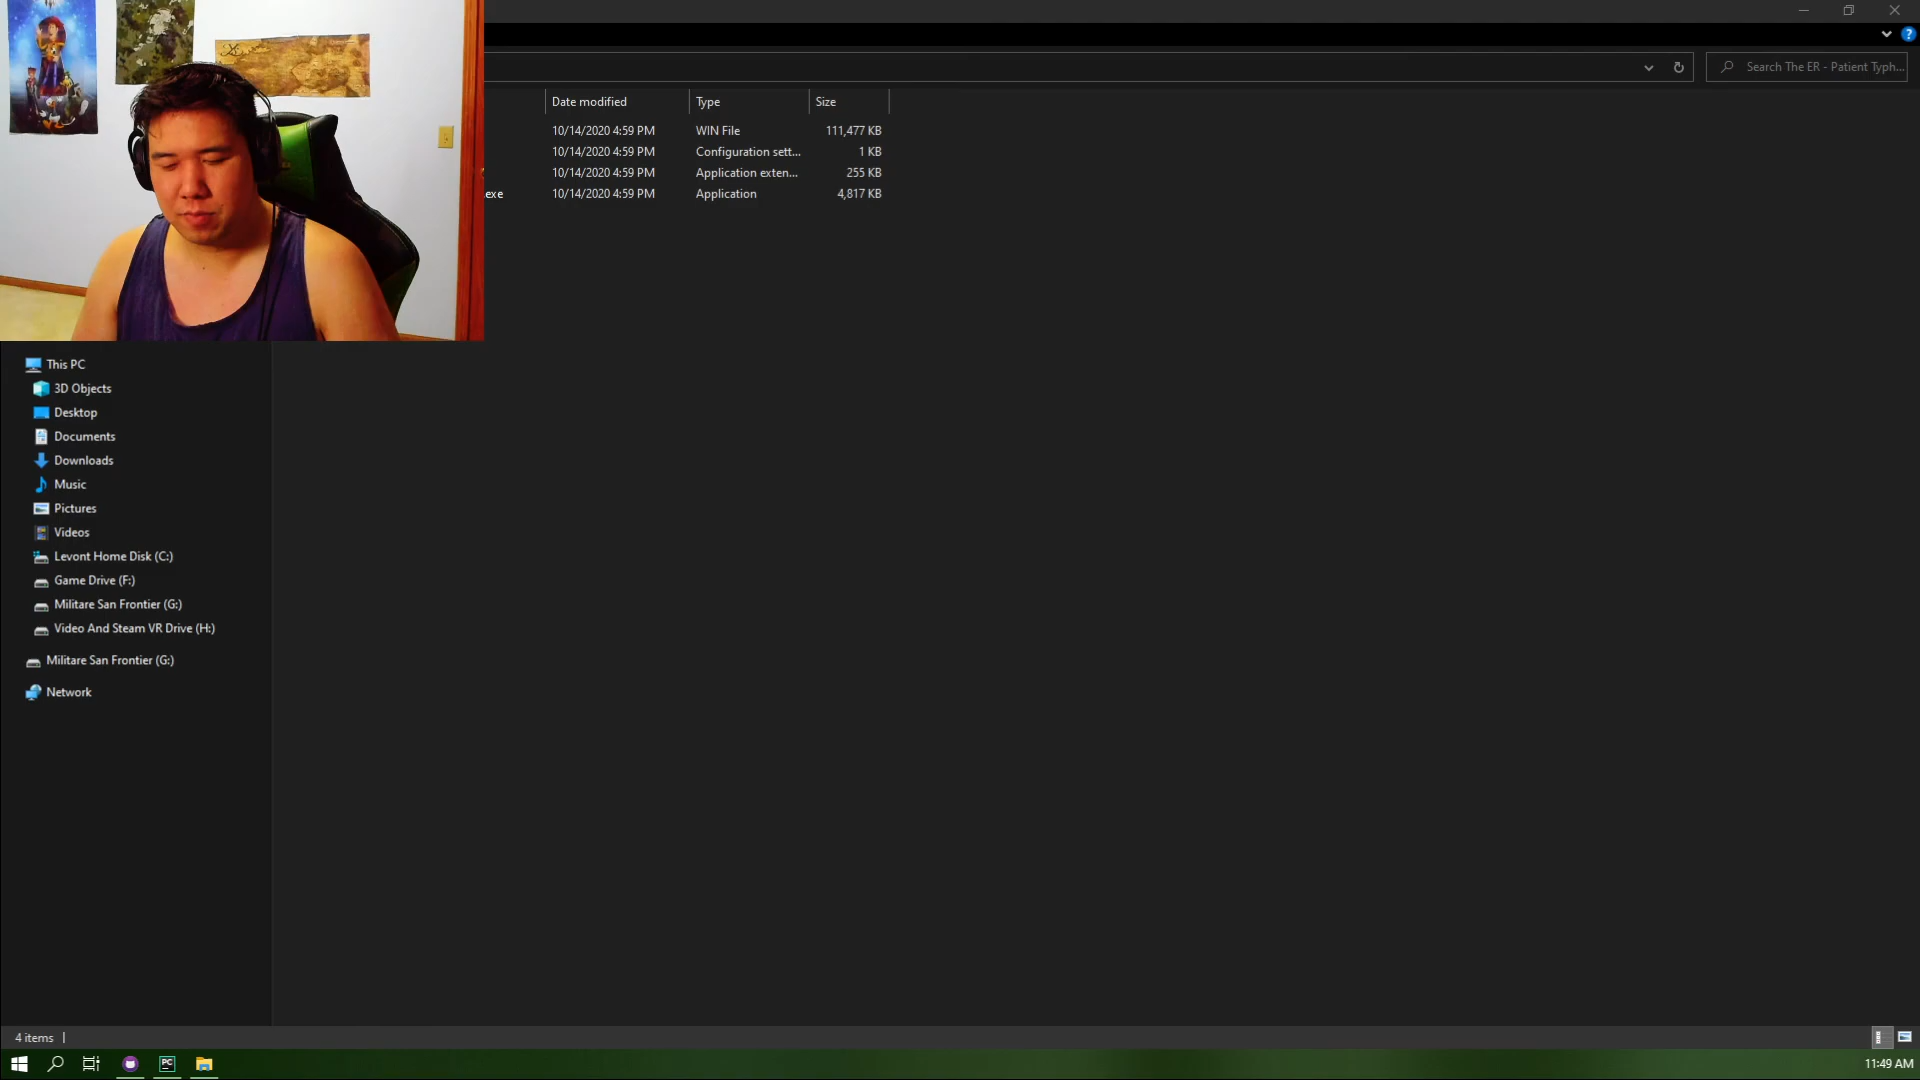 Search The ER - Patient Typh...
Date modified Type Size
10/14/2020 4:59 PM WIN File 111,477 KB
10/14/2020 4:59 PM Configuration sett... 1 KB
10/14/2020 4:59 PM Application exten... 255 KB
.exe 10/14/2020 4:59 PM Application 4,817 KB
This PC
3D Objects
Desktop
Documents
Downloads
Music
Pictures
Videos
Levont Home Disk (C:)
Game Drive (F:)
Militare San Frontier (G:)
Video And Steam VR Drive (H:)
Militare San Frontier (G:)
Network
4 items
PC
11:49 AM